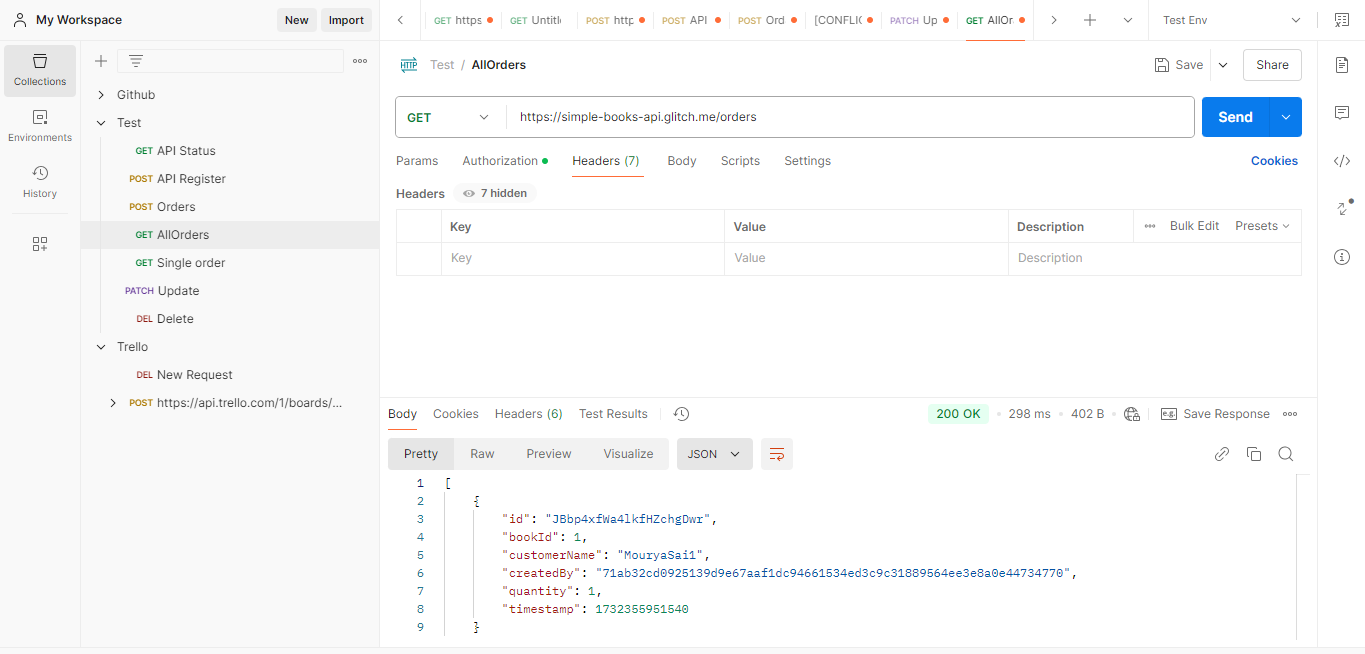 My Workspace New Import
GET https GET Untitl POST http POST API POST Ord [CONFLIC PATCH Up GET AllOr. Test Env
Collections
Environments
History
Github
Test
GET API Status
POST API Register
POST Orders
GET AllOrders
GET Single order
PATCH Update
DEL Delete
Trello
DEL New Request
POST https://api.trello.com/1/boards/...
HTTP Test / AllOrders Save Share
GET https://simple-books-api.glitch.me/orders Send
Params Authorization Headers (7) Body Scripts Settings Cookies
Headers 7 hidden
Key Value Description Bulk Edit Presets
Key Value Description
Body Cookies Headers (6) Test Results 200 OK 298 ms 402 B e.g. Save Response
Pretty Raw Preview Visualize JSON
1 [
2 {
3 "id": "JBbp4xfWa4lkfHZchgDwr",
4 "bookId": 1,
5 "customerName": "MouryaSai1",
6 "createdBy": "71ab32cd0925139d9e67aaf1dc94661534ed3c9c31889564ee3e8a0e44734770",
7 "quantity": 1,
8 "timestamp": 1732355951540
9 }